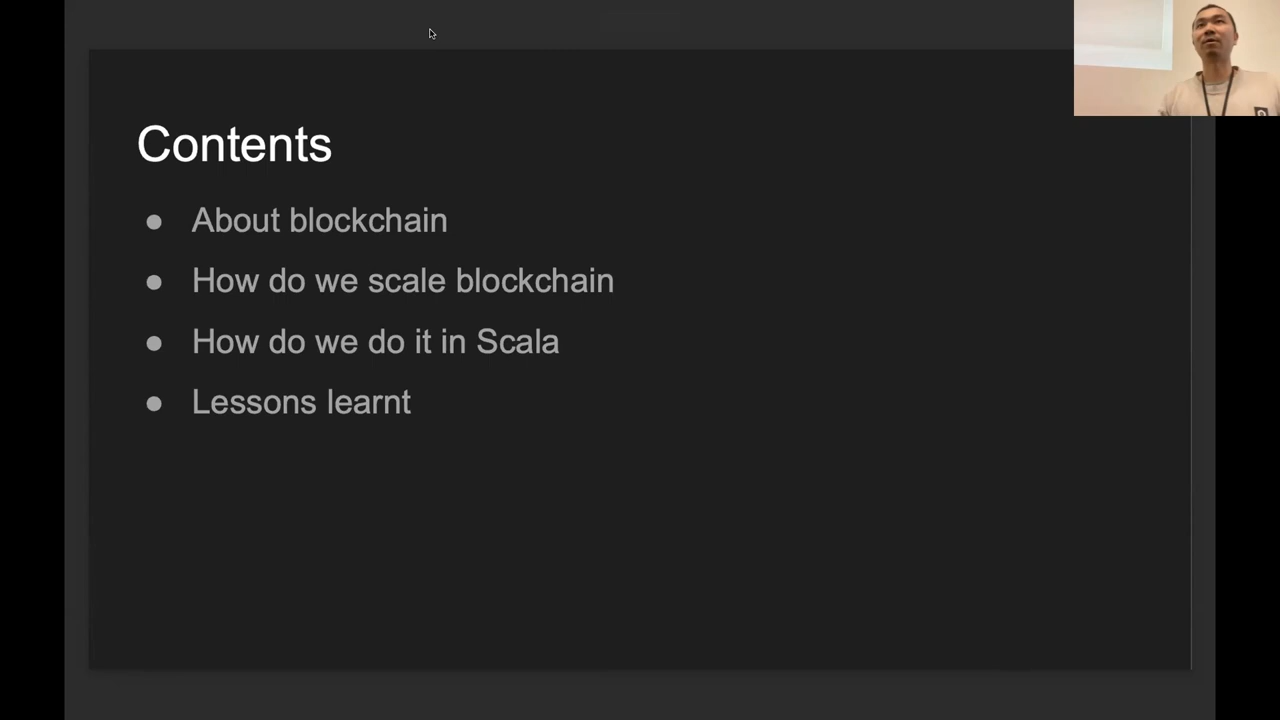 Contents
● About blockchain
● How do we scale blockchain
● How do we do it in Scala
● Lessons learnt